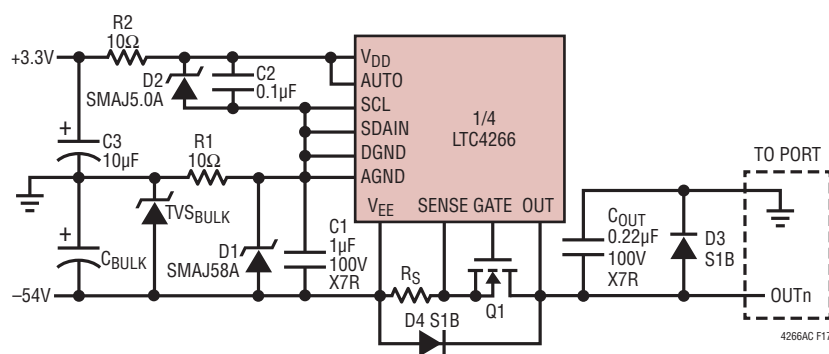 +3.3V
R2
10Ω
D2
SMAJ5.0A
C2
0.1µF
VDD
AUTO
SCL
SDAIN
DGND
AGND
1/4
LTC4266
VEE
SENSE
GATE
OUT
+
C3
10µF
R1
10Ω
+
CBULK
TVSBULK
D1
SMAJ58A
C1
1µF
100V
X7R
–54V
RS
Q1
D4 S1B
COUT
0.22µF
100V
X7R
D3
S1B
TO PORT
OUTn
4266AC F17